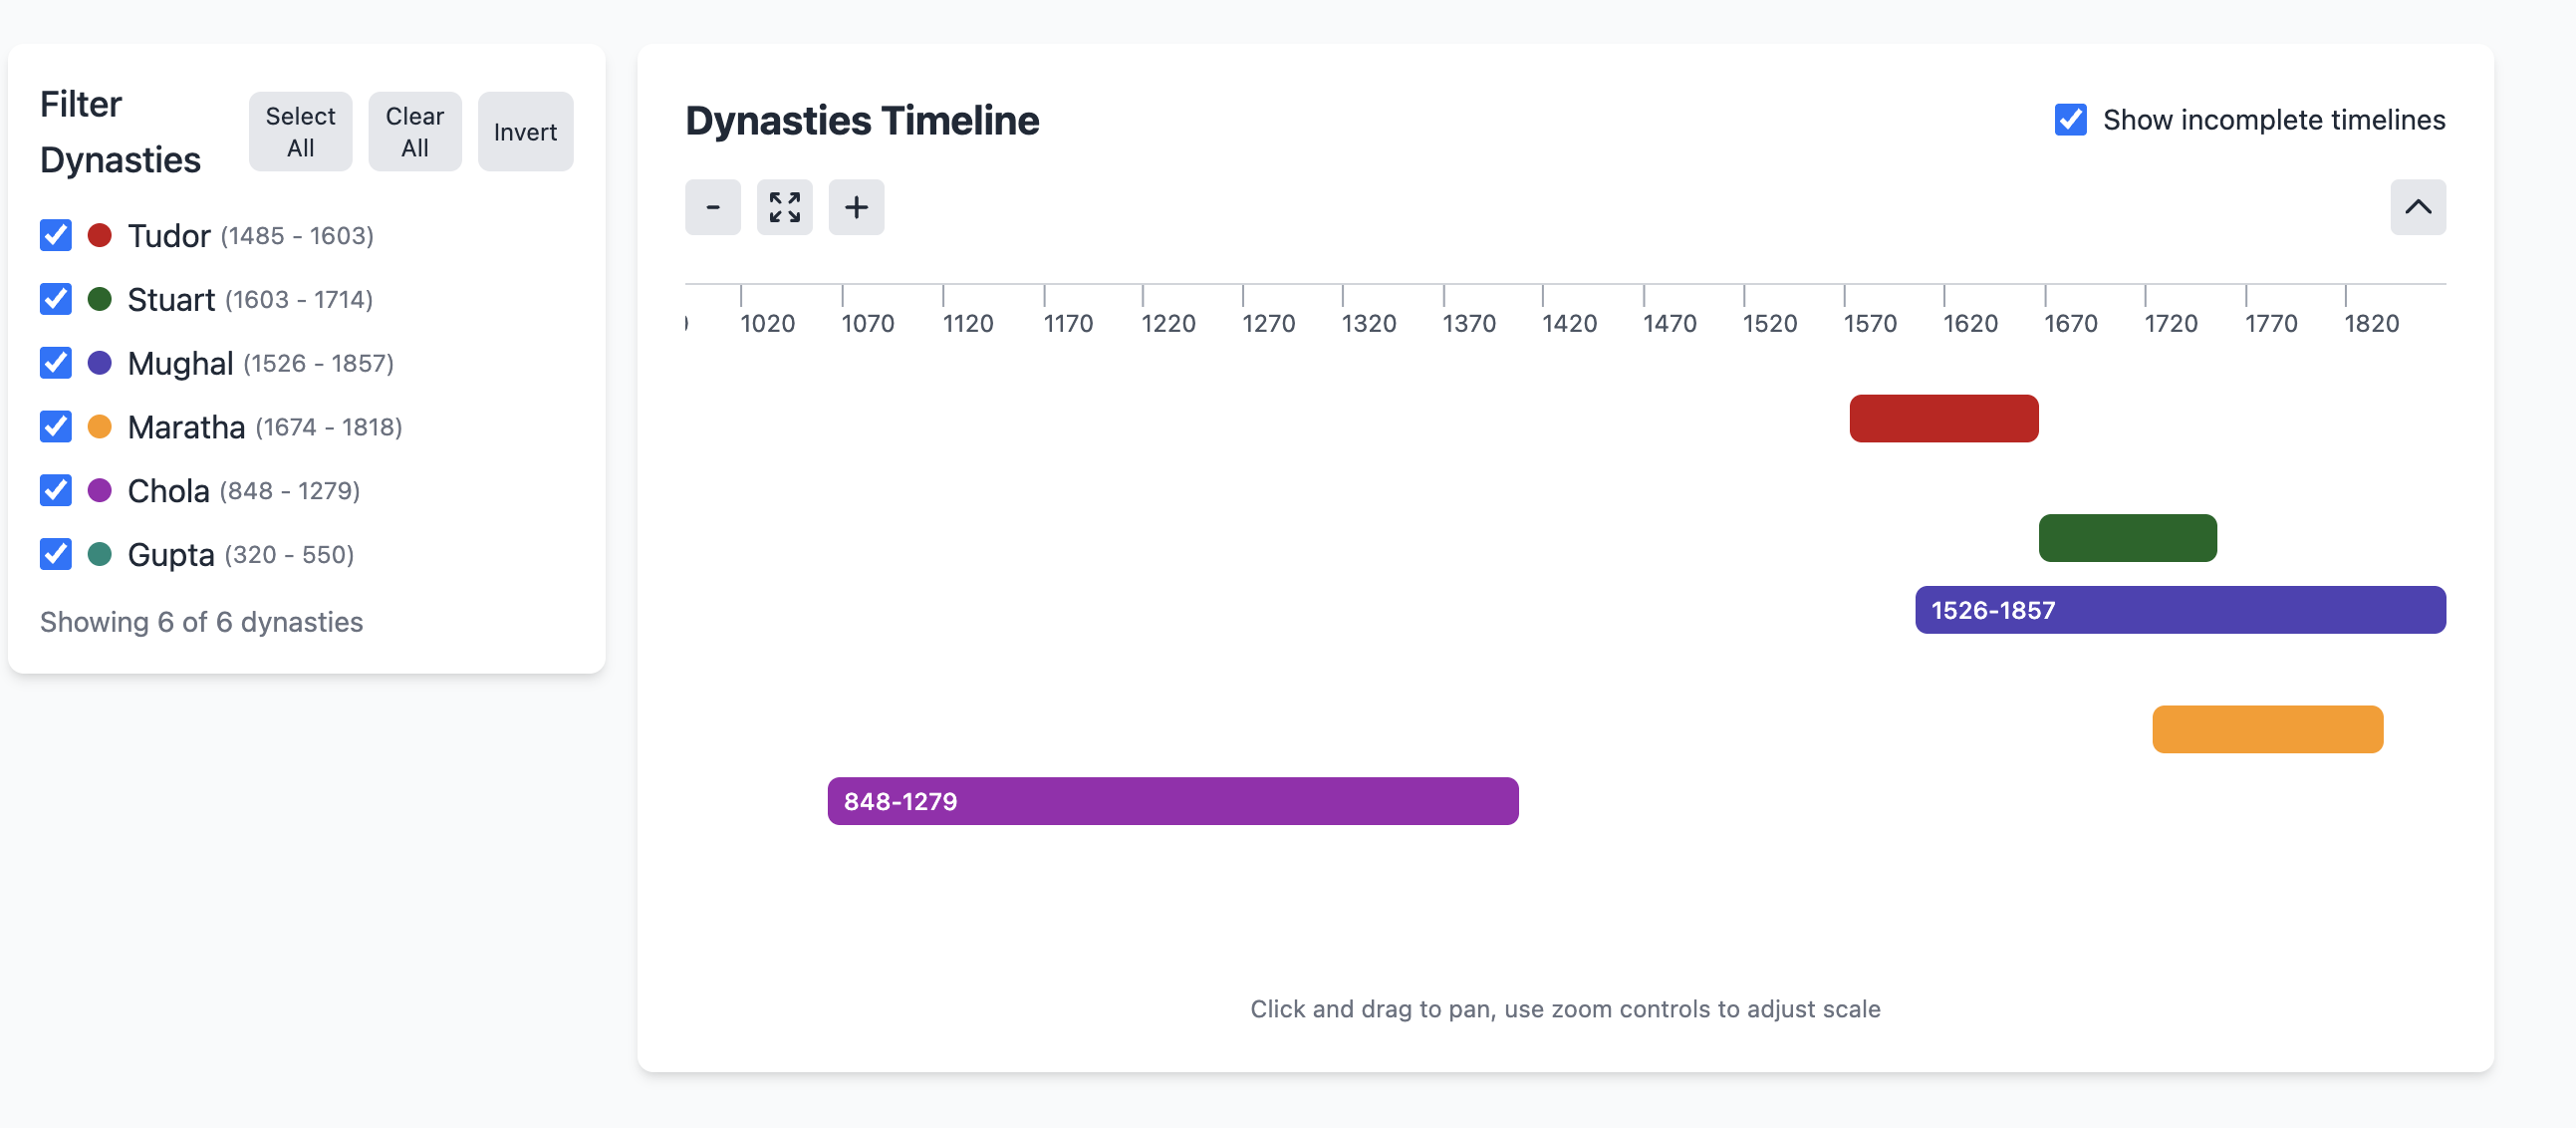 Filter
Dynasties
Select
All
Clear
All
Invert
Tudor (1485 - 1603)
Stuart (1603 - 1714)
Mughal (1526 - 1857)
Maratha (1674 - 1818)
Chola (848 - 1279)
Gupta (320 - 550)
Showing 6 of 6 dynasties
Dynasties Timeline
Show incomplete timelines
- +
1020 1070 1120 1170 1220 1270 1320 1370 1420 1470 1520 1570 1620 1670 1720 1770 1820
1526-1857
848-1279
Click and drag to pan, use zoom controls to adjust scale